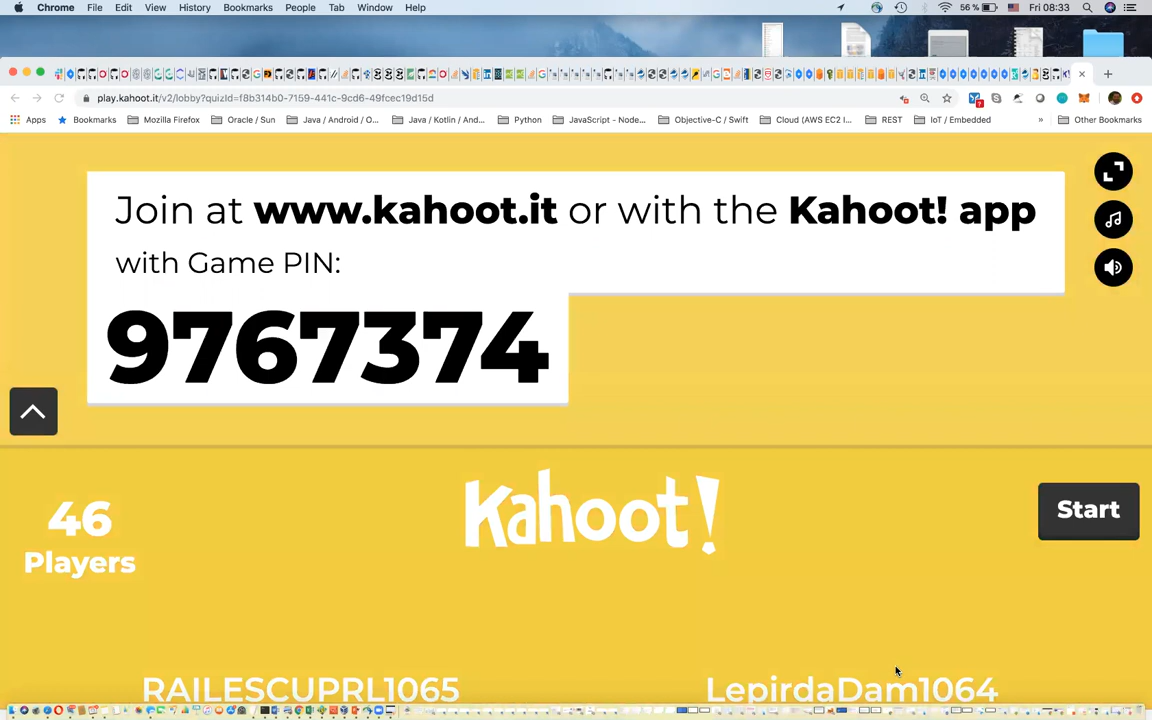 Chrome File Edit View History Bookmarks People Tab Window Help 56 % Fri 08:33
play.kahoot.it/v2/lobby?quizId=f8b314b0-7159-441c-9cd6-49fcec19d15d
Apps Bookmarks Mozilla Firefox Oracle / Sun Java / Android / O... Java / Kotlin / And... Python JavaScript - Node... Objective-C / Swift Cloud (AWS EC2 I... REST IoT / Embedded » Other Bookmarks
Join at www.kahoot.it or with the Kahoot! app
with Game PIN:
9767374
46
Players
Kahoot!
Start
RAILESCUPRL1065 LepirdaDam1064